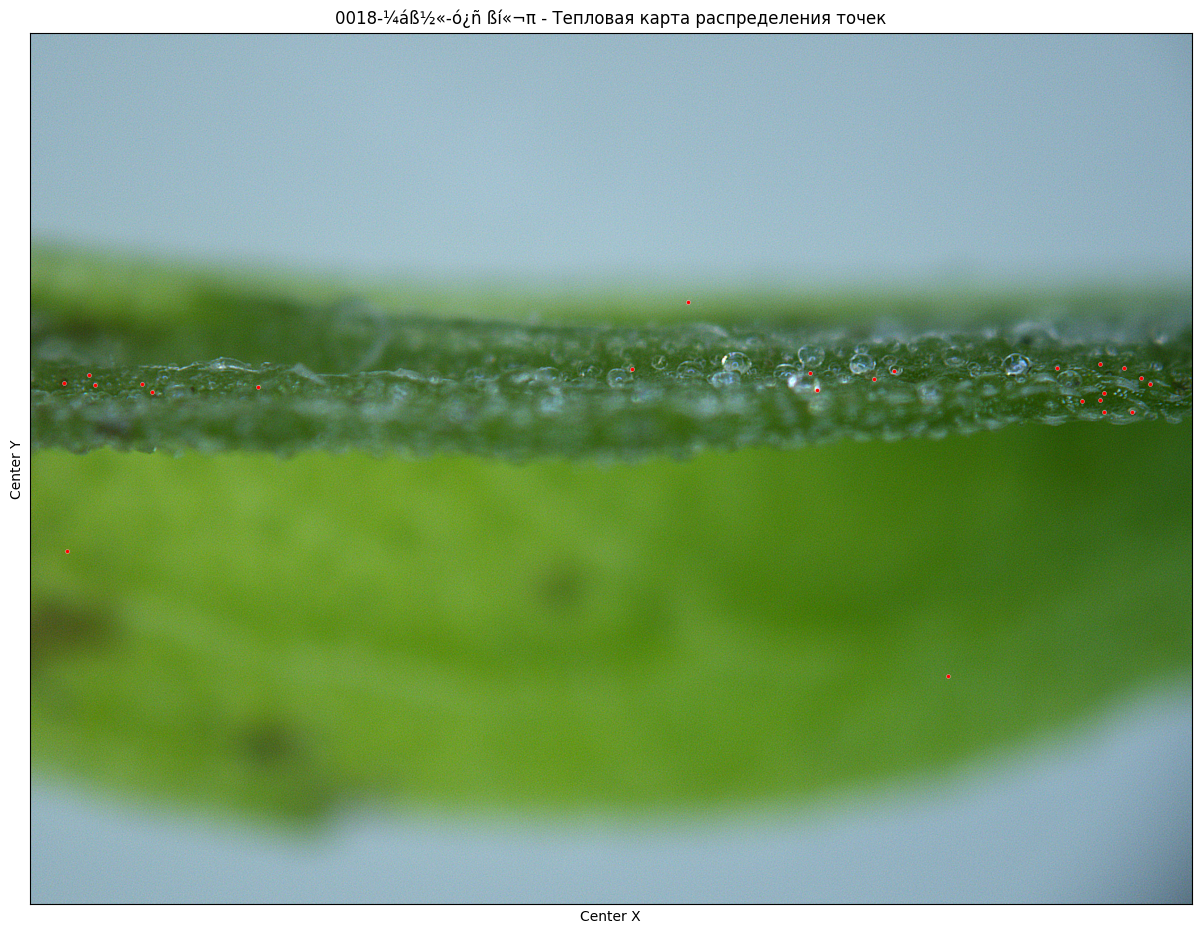 0018-¼áß½«-ó¿ñ ßí«¬π - Тепловая карта распределения точек
Center Y
Center X